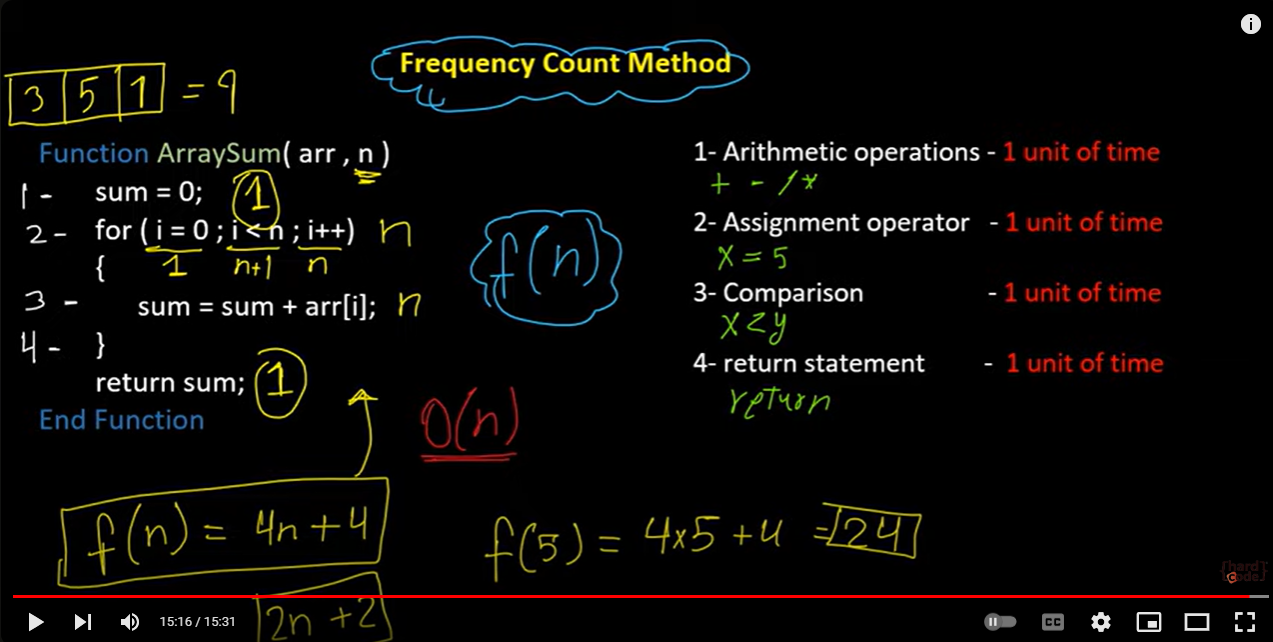 Frequency Count Method
3 5 1 = 9
Function ArraySum( arr , n )
1 - sum = 0; 1
2 - for ( i = 0 ; i < n ; i++) n
{ 1 n+1 n
3 - sum = sum + arr[i]; n
4 - }
return sum; 1
End Function
f(n)
O(n)
f(n) = 4n+4
2n + 2
1- Arithmetic operations - 1 unit of time
+ - / *
2- Assignment operator - 1 unit of time
x = 5
3- Comparison - 1 unit of time
x < y
4- return statement - 1 unit of time
return
f(5) = 4x5 + 4 = 24
{hard
code}
15:16 / 15:31
CC